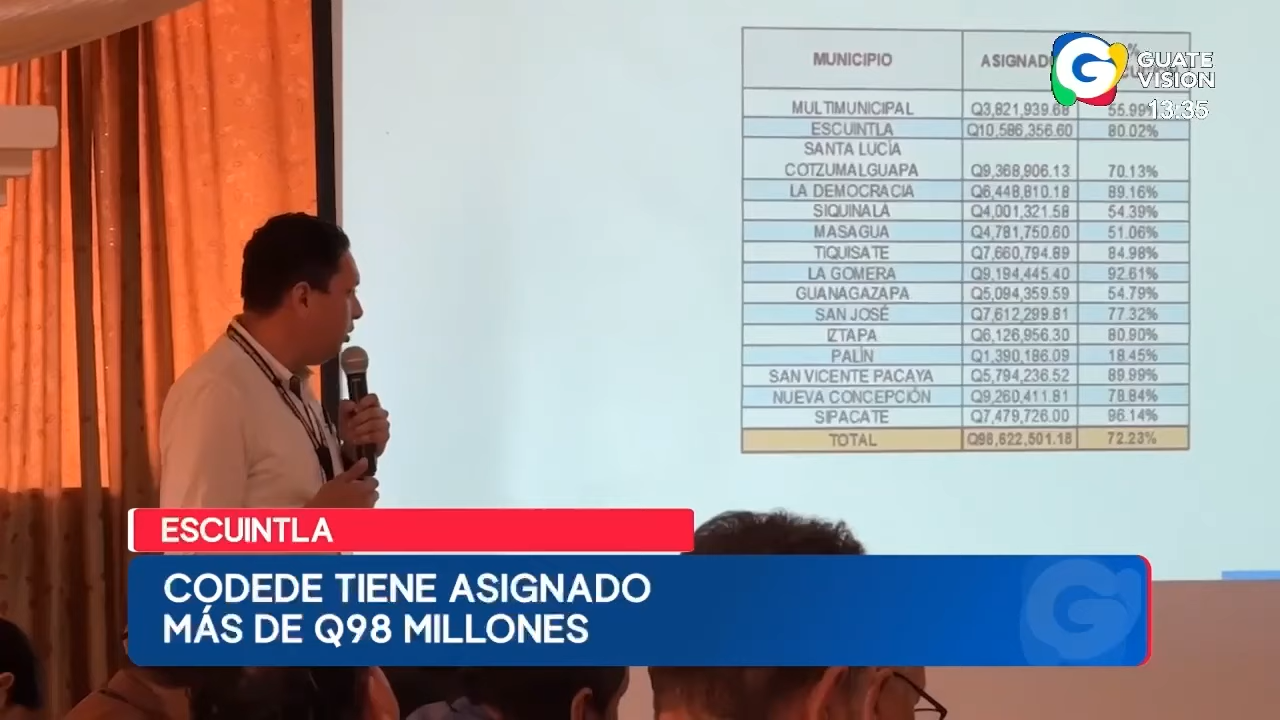 MUNICIPIO ASIGNAD %
GUATE
VISION
13:35
MULTIMUNICIPAL Q3,821,939.68 55.99%
ESCUINTLA Q10,586,356.60 80.02%
SANTA LUCÍA
COTZUMALGUAPA Q9,368,906.13 70.13%
LA DEMOCRACIA Q6,448,810.18 89.16%
SIQUINALÁ Q4,001,321.58 54.39%
MASAGUA Q4,781,750.60 51.06%
TIQUISATE Q7,660,794.89 84.98%
LA GOMERA Q9,194,445.40 92.61%
GUANAGAZAPA Q5,094,359.59 54.79%
SAN JOSÉ Q7,612,299.81 77.32%
IZTAPA Q6,126,956.30 80.90%
PALÍN Q1,390,186.09 18.45%
SAN VICENTE PACAYA Q5,794,236.52 89.99%
NUEVA CONCEPCIÓN Q9,260,411.81 78.84%
SIPACATE Q7,479,726.00 96.14%
TOTAL Q98,622,501.18 72.23%
ESCUINTLA
CODEDE TIENE ASIGNADO
MÁS DE Q98 MILLONES